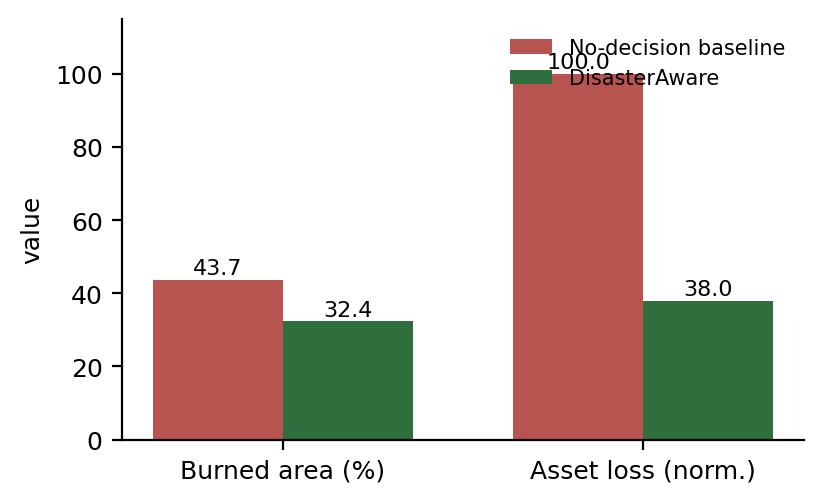 No-decision baseline
DisasterAware
100.0
43.7
32.4
38.0
value
100
80
60
40
20
0
Burned area (%)
Asset loss (norm.)